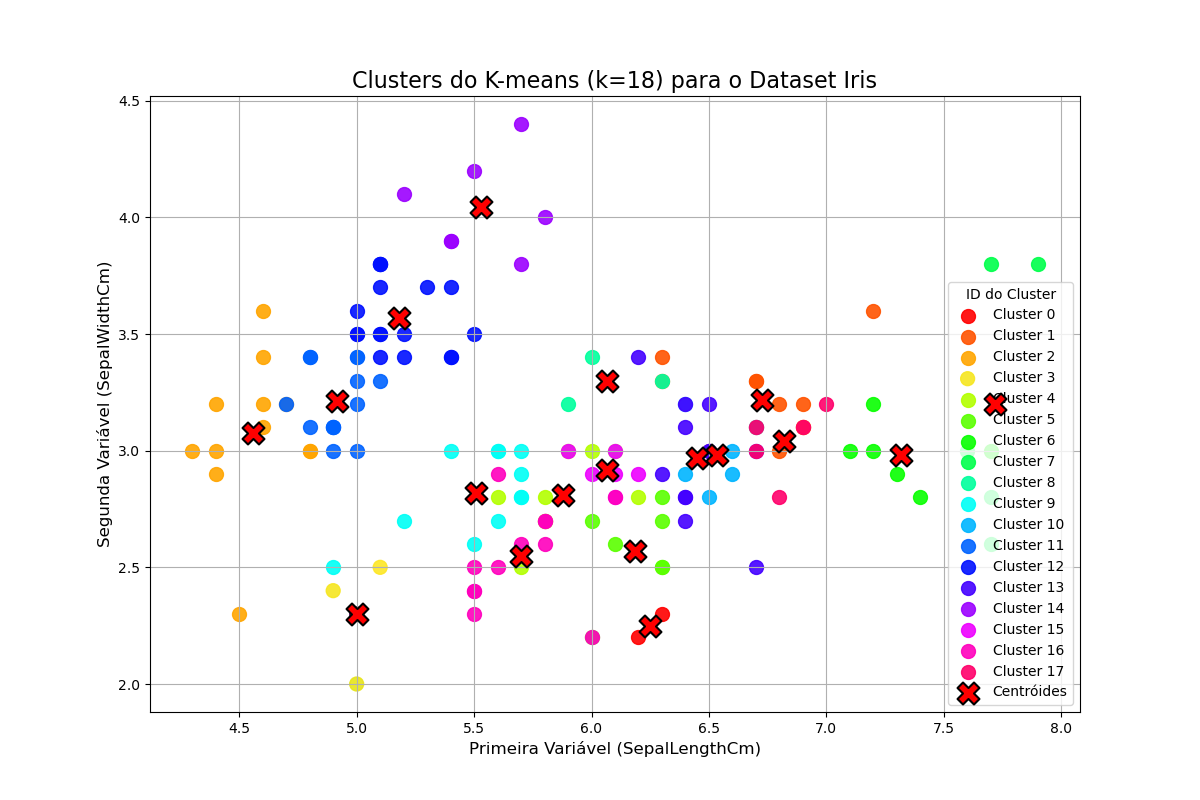 Clusters do K-means (k=18) para o Dataset Iris
4.5
4.0
3.5
3.0
2.5
2.0
Segunda Variável (SepalWidthCm)
ID do Cluster
Cluster 0
Cluster 1
Cluster 2
Cluster 3
Cluster 4
Cluster 5
Cluster 6
Cluster 7
Cluster 8
Cluster 9
Cluster 10
Cluster 11
Cluster 12
Cluster 13
Cluster 14
Cluster 15
Cluster 16
Cluster 17
Centróides
4.5 5.0 5.5 6.0 6.5 7.0 7.5 8.0
Primeira Variável (SepalLengthCm)